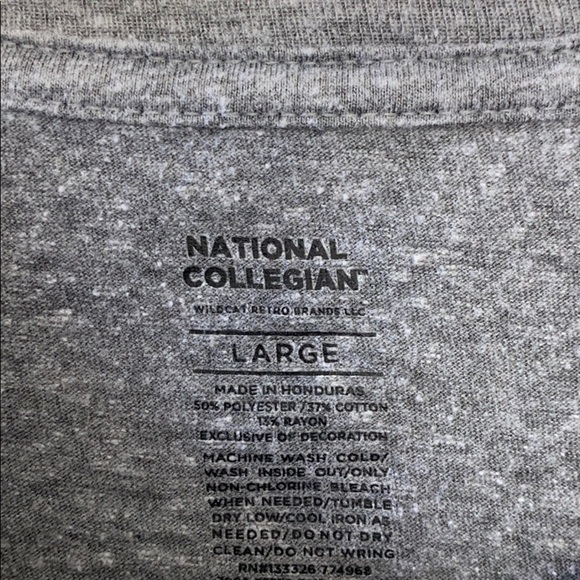 NATIONAL
COLLEGIAN™
WILDCAT RETRO BRANDS LLC
LARGE
MADE IN HONDURAS
50% POLYESTER /37% COTTON
13% RAYON
EXCLUSIVE OF DECORATION
MACHINE WASH COLD/
WASH INSIDE OUT/ONLY
NON-CHLORINE BLEACH
WHEN NEEDED/TUMBLE
DRY LOW/COOL IRON AS
NEEDED/DO NOT DRY
CLEAN/DO NOT WRING
RN#133326 774968